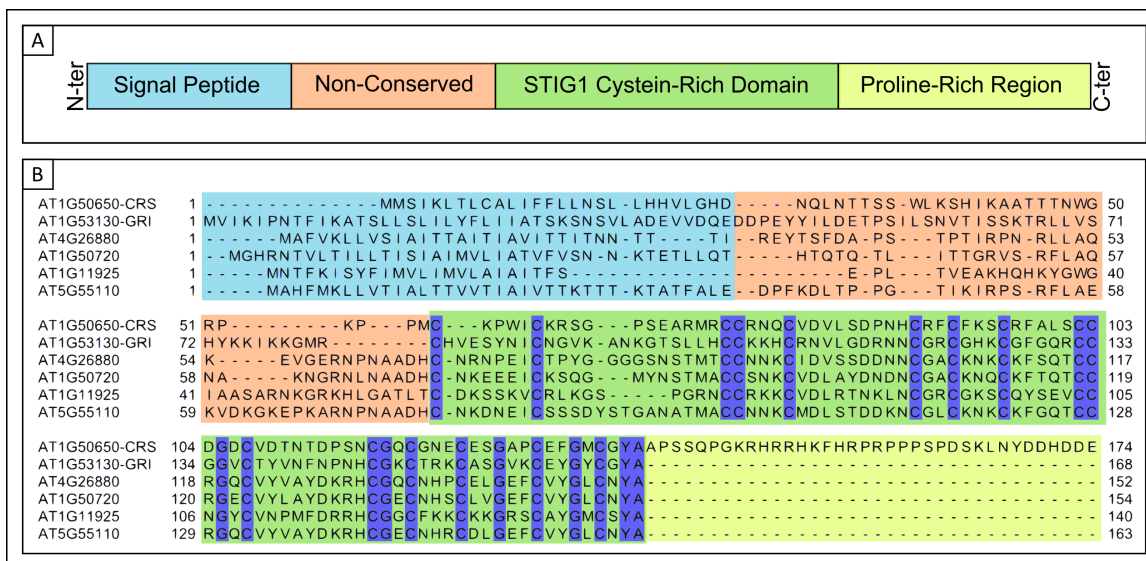 A
N-ter
Signal Peptide
Non-Conserved
STIG1 Cystein-Rich Domain
Proline-Rich Region
C-ter
B
AT1G50650-CRS 1 --------------MMSIKLTLCALIFFLLNSL-LHHVLGHD-----NQLNTTSS-WLKSHIKAATTTNWG 50
AT1G53130-GRI 1 MVIKIPNTFIKATSLLSLILYFLIIATSKSNSVLADEVVDQEDDPEYYILDETPSILSNVTISSKTRLLVS 71
AT4G26880 1 ------MAFVKLLVSIAITTAITAIVITTITNN-TT----TI--REYTSFDA-PS---TPTIRPN-RLLAQ 53
AT1G50720 1 --MGHRNTVLTILLTISIAIMVLIATVFVSNN-KTETLLQT------HTQTQ-TL---ITTGRVS-RFLAQ 57
AT1G11925 1 -----MNTFKISYFIMVLIMVLAIAITFS----------------------E-PL---TVEAKHQHKYGWG 40
AT5G55110 1 -----MAHFMKLLVTIALTTVVTIAIVTTKTTT-KTATFALE--DPFKDLTP-PG---TIKIRPS-RFLAE 58
AT1G50650-CRS 51 RP---------KP---PMC---KPWICKRSG---PSEARMRCCRNQCVDVLSDPNHCRFCFKSCRFALSCC 103
AT1G53130-GRI 72 HYKKIKKGMR--------CHVESYNICNGVK-ANKGTSLLHCCKKHCRNVLGDRNNCGRCGHKCGFGQRCC 133
AT4G26880 54 K-----EVGERNPNAADHC-NRNPEICTPYG-GGGSNSTMTCCNNKCIDVSSDDNNCGACKNKCKFSQTCC 117
AT1G50720 58 NA-----KNGRNLNAADHC-NKEEEICKSQG---MYNSTMACCSNKCVDLAYDNDNCGACKNQCKFTQTCC 119
AT1G11925 41 IAASARNKGRKHLGATLTC-DKSSKVCRLKGS-----PGRNCCRKKCVDLRTNKLNCGRCGKSCQYSEVCC 105
AT5G55110 59 KVDKGKEPKARNPNAADHC-NKDNEICSSSDYSTGANATMACCNNKCMDLSTDDKNCGLCKNKCKFGQTCC 128
AT1G50650-CRS 104 DGDCVDTNTDPSNCGQCGNECESGAPCEFGMCGYAAPSSQPGKRHRRHKFHRPRPPPSPDSKLNYDDHDDE 174
AT1G53130-GRI 134 GGVCTYVNFNPNHCGKCTRKCASGVKCEYGYCGYA------------------------------------ 168
AT4G26880 118 RGQCVYVAYDKRHCGQCNHPCELGEFCVYGLCNYA------------------------------------ 152
AT1G50720 120 RGECVYLAYDKRHCGECNHSCLVGEFCVYGLCNYA------------------------------------ 154
AT1G11925 106 NGYCVNPMFDRRHCGGCFKKCKKGRSCAYGMCSYA------------------------------------ 140
AT5G55110 129 RGQCVYVAYDKRHCGECNHRCDLGEFCVYGLCNYA------------------------------------ 163